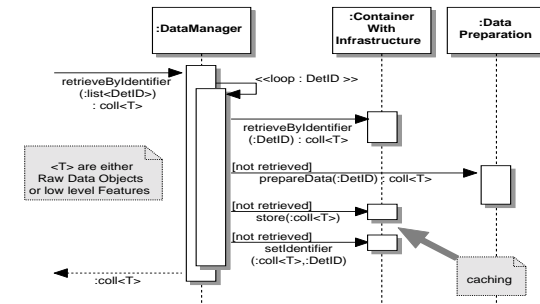 :DataManager
:Container
With
Infrastructure
:Data
Preparation
retrieveByIdentifier
(:list<DetID>)
: coll<T>
<<loop : DetID >>
retrieveByIdentifier
(:DetID) : coll<T>
<T> are either
Raw Data Objects
or low level Features
[not retrieved]
prepareData(:DetID) : coll<T>
[not retrieved]
store(:coll<T>)
[not retrieved]
setIdentifier
(:coll<T>,:DetID)
:coll<T>
caching